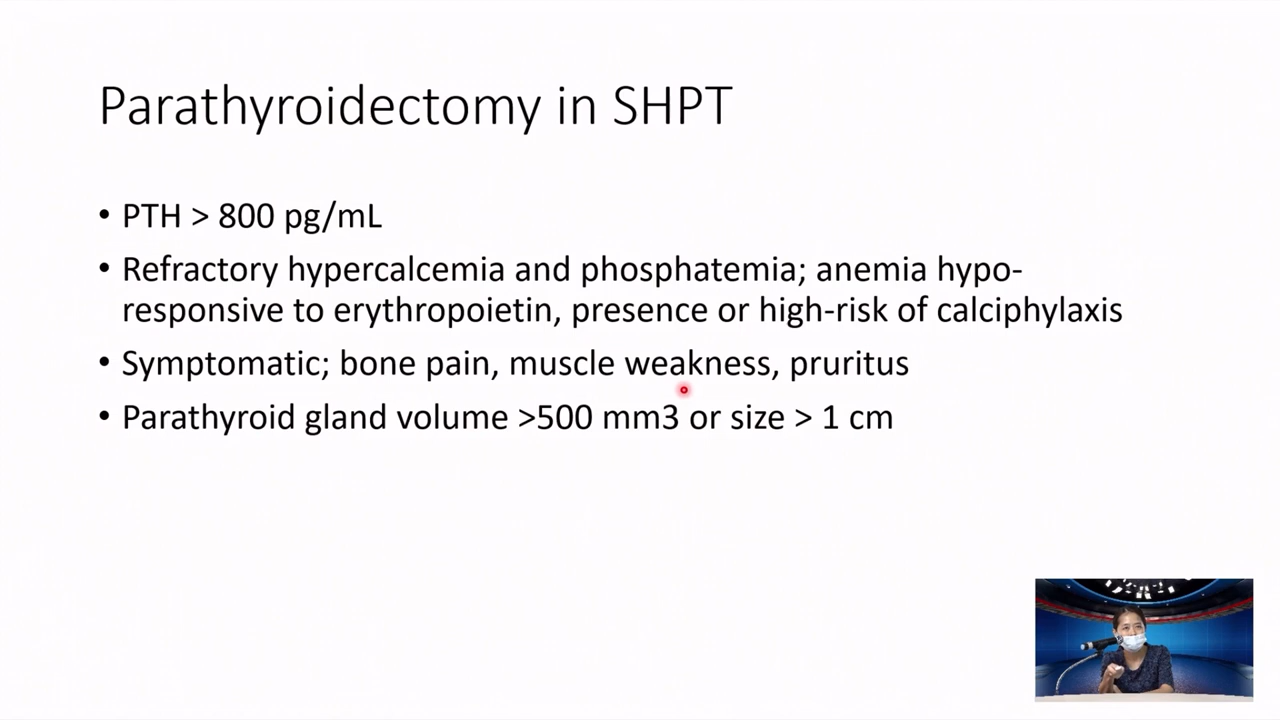 Parathyroidectomy in SHPT
• PTH > 800 pg/mL
• Refractory hypercalcemia and phosphatemia; anemia hypo-
responsive to erythropoietin, presence or high-risk of calciphylaxis
• Symptomatic; bone pain, muscle weakness, pruritus
• Parathyroid gland volume >500 mm3 or size > 1 cm